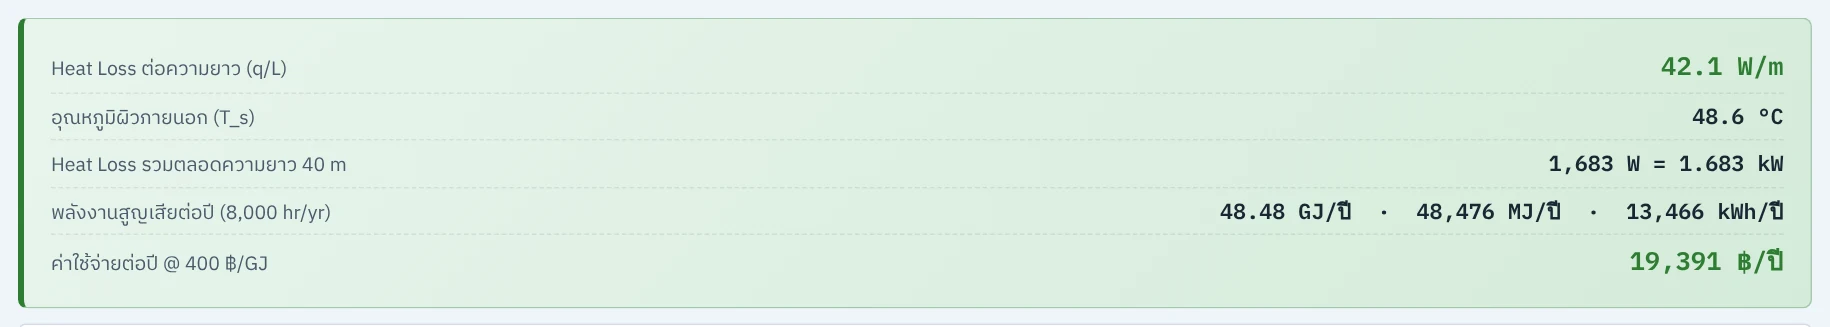 Heat Loss ต่อความยาว (q/L) 42.1 W/m
อุณหภูมิผิวภายนอก (T_s) 48.6 °C
Heat Loss รวมตลอดความยาว 40 m 1,683 W = 1.683 kW
พลังงานสูญเสียต่อปี (8,000 hr/yr) 48.48 GJ/ปี · 48,476 MJ/ปี · 13,466 kWh/ปี
ค่าใช้จ่ายต่อปี @ 400 ฿/GJ 19,391 ฿/ปี